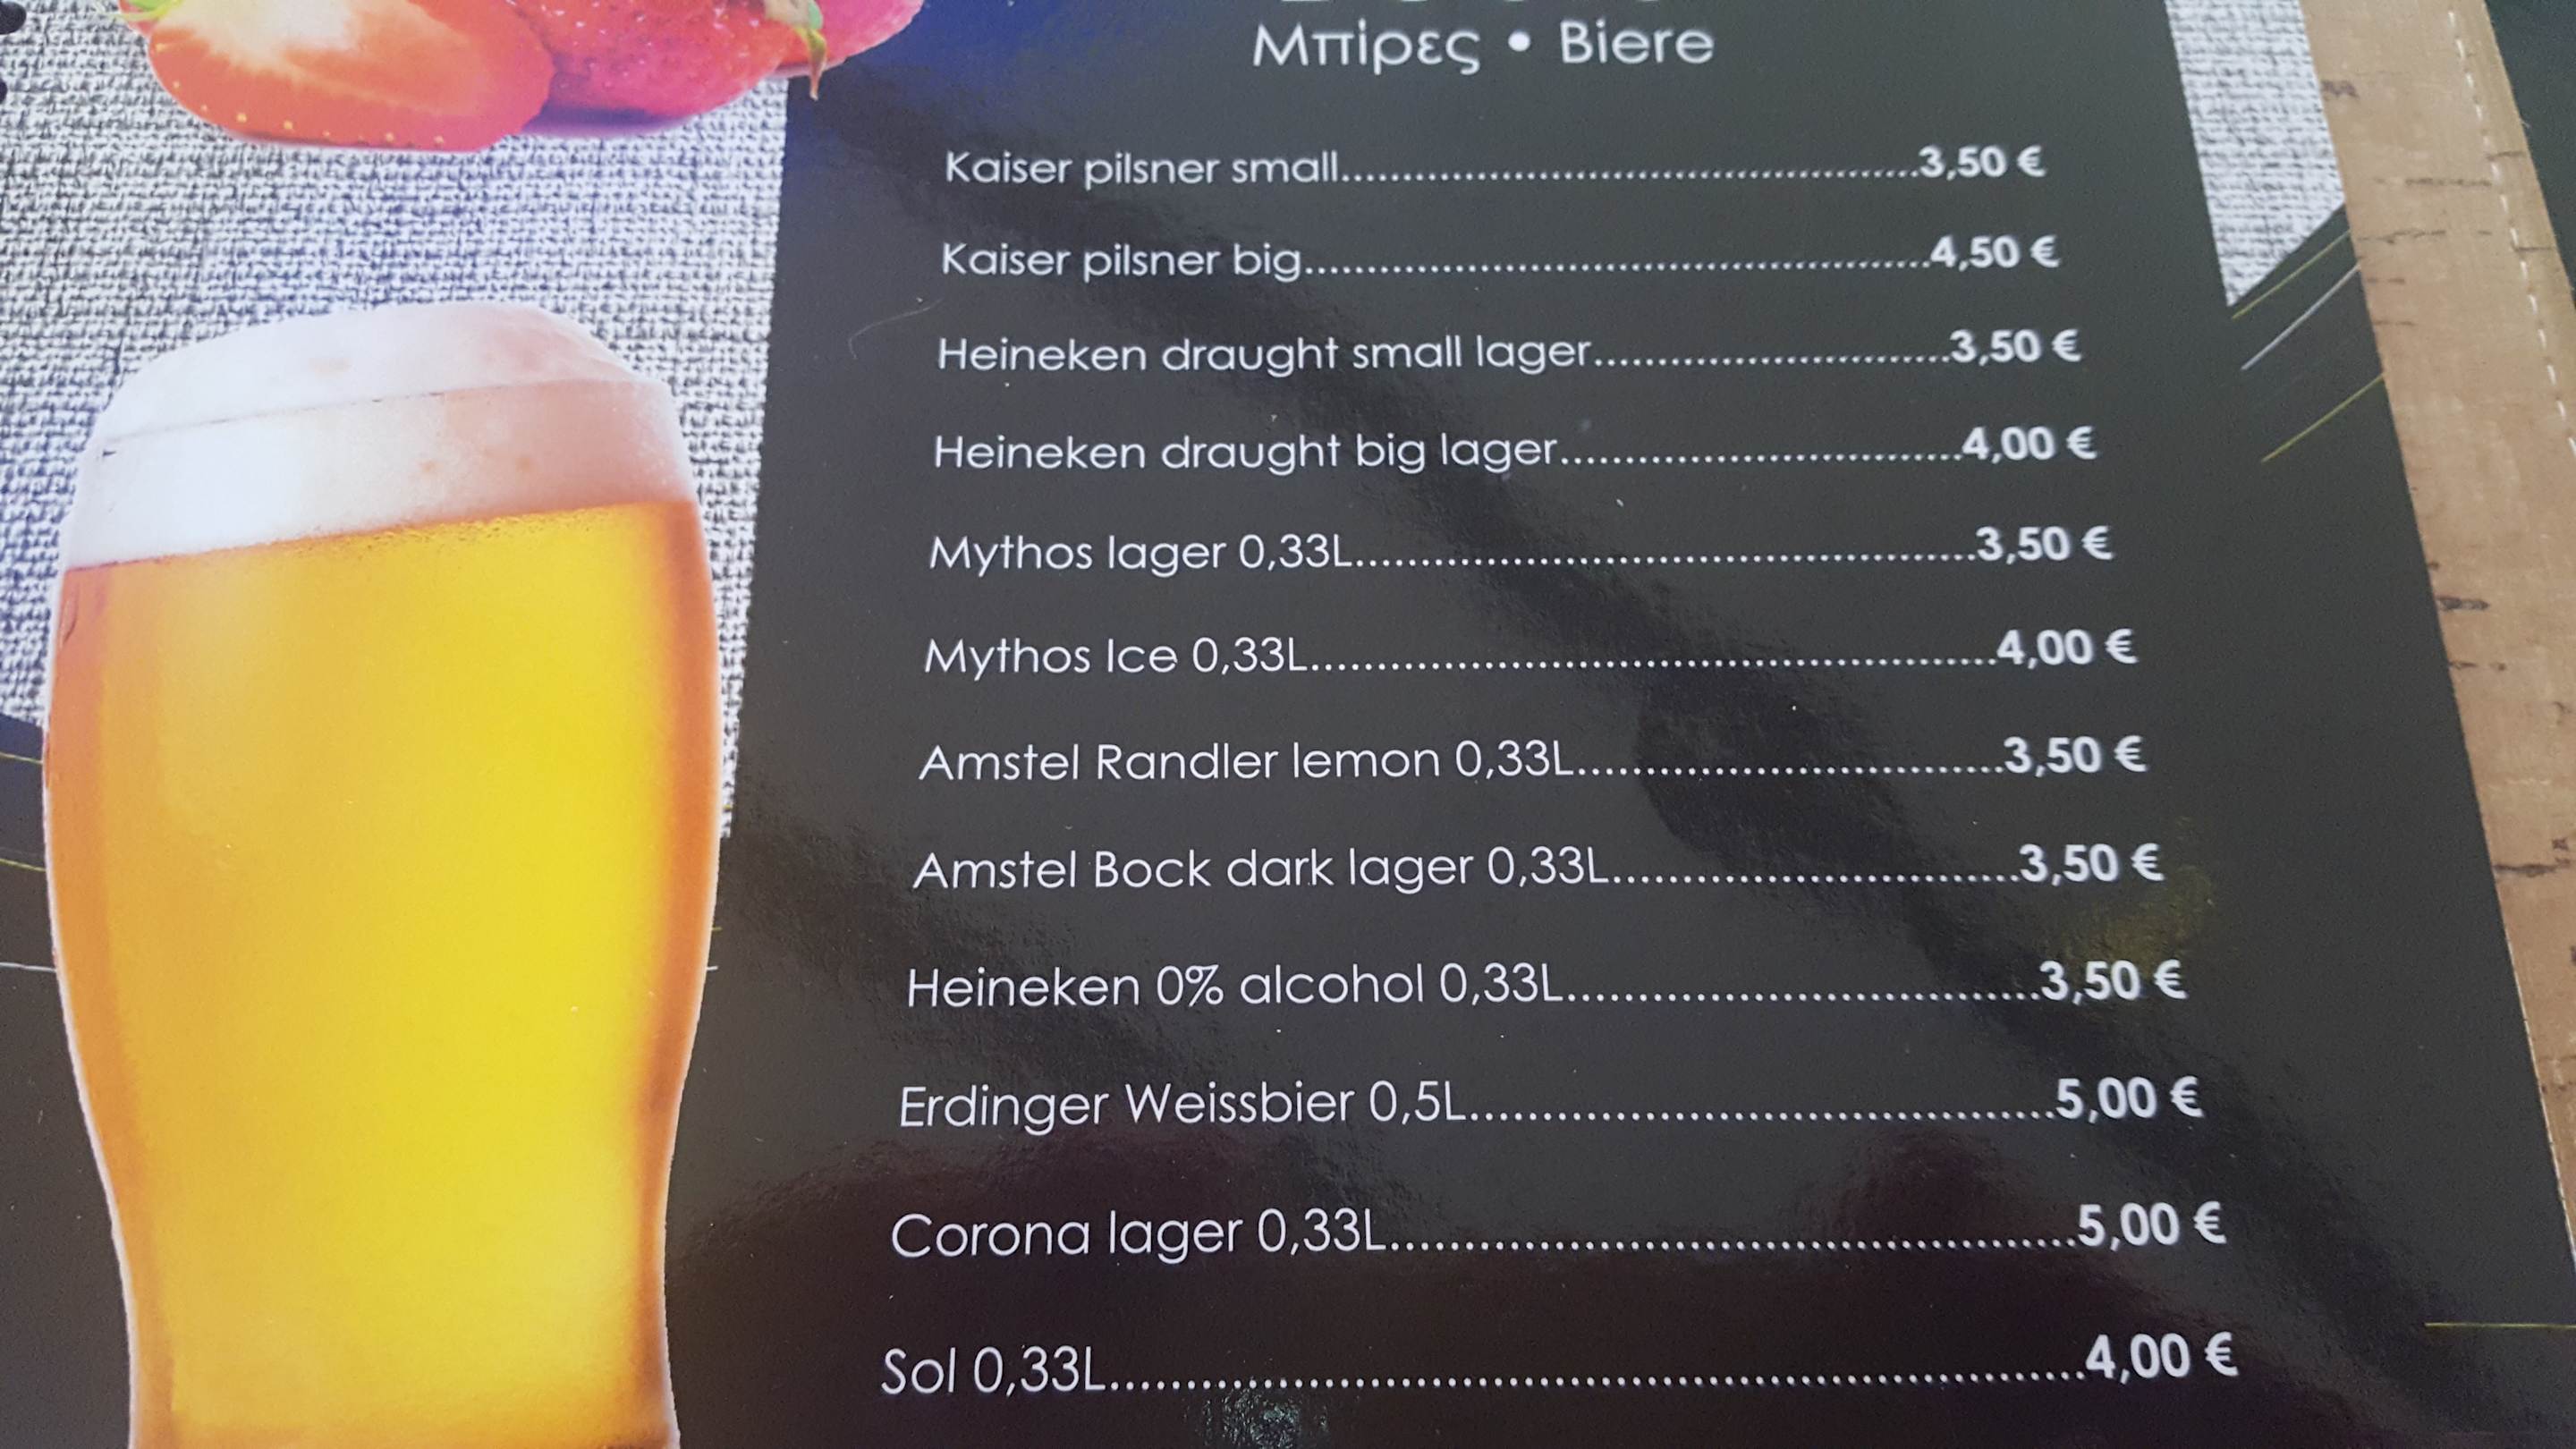 Μπίρες • Biere
Kaiser pilsner small..........................................3,50 €
Kaiser pilsner big..............................................4,50 €
Heineken draught small lager..........................3,50 €
Heineken draught big lager.............................4,00 €
Mythos lager 0,33L.............................................3,50 €
Mythos Ice 0,33L.................................................4,00 €
Amstel Randler lemon 0,33L..............................3,50 €
Amstel Bock dark lager 0,33L............................3,50 €
Heineken 0% alcohol 0,33L................................3,50 €
Erdinger Weissbier 0,5L.......................................5,00 €
Corona lager 0,33L.............................................5,00 €
Sol 0,33L...............................................................4,00 €